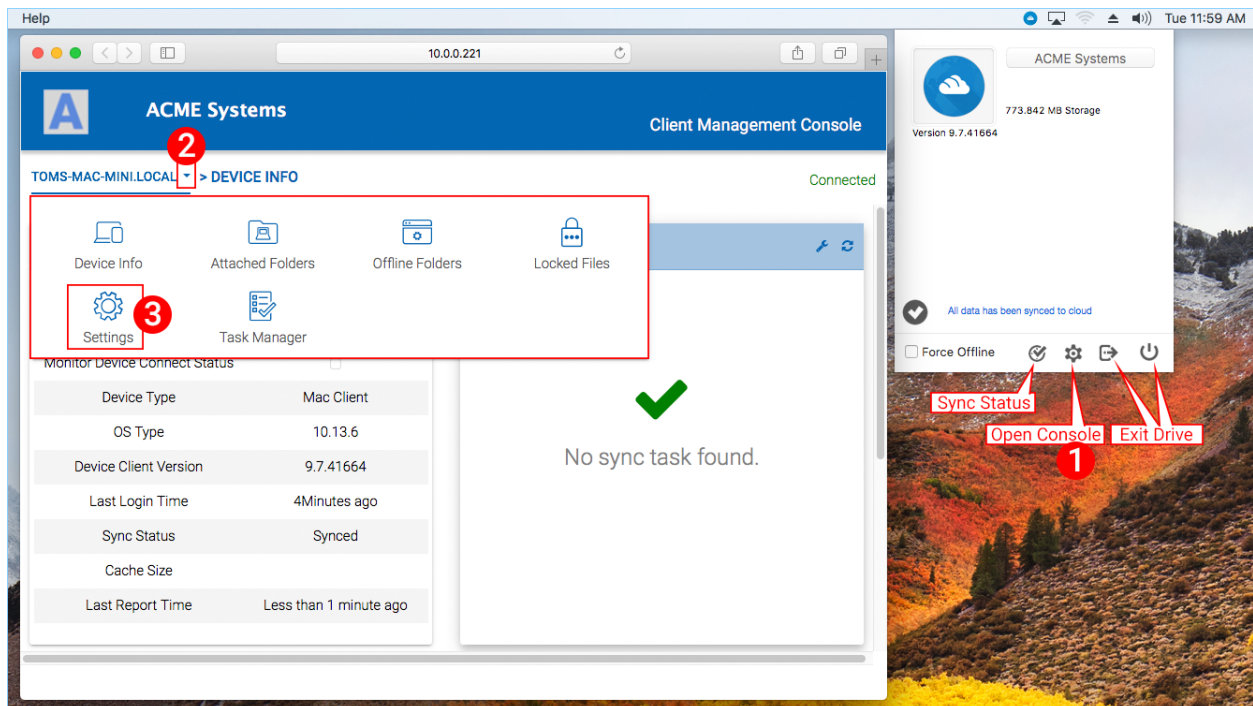 Help
Tue 11:59 AM
10.0.0.221
A
ACME Systems
Client Management Console
2
TOMS-MAC-MINI.LOCAL > DEVICE INFO
Connected
Device Info
Attached Folders
Offline Folders
Locked Files
Settings
3
Task Manager
Monitor Device Connect Status
Device Type Mac Client
OS Type 10.13.6
Device Client Version 9.7.41664
Last Login Time 4Minutes ago
Sync Status Synced
Cache Size
Last Report Time Less than 1 minute ago
No sync task found.
ACME Systems
773.842 MB Storage
Version 9.7.41664
All data has been synced to cloud
Force Offline
Sync Status
Open Console
Exit Drive
1